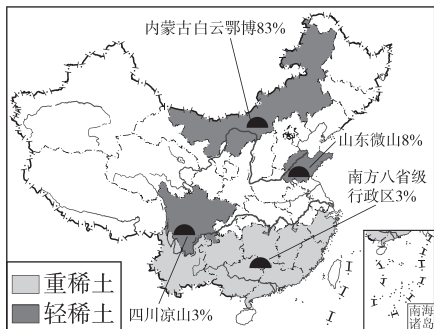 内蒙古白云鄂博83%
山东微山8%
南方八省级
行政区3%
重稀土
轻稀土
四川凉山3%
南海
诸岛